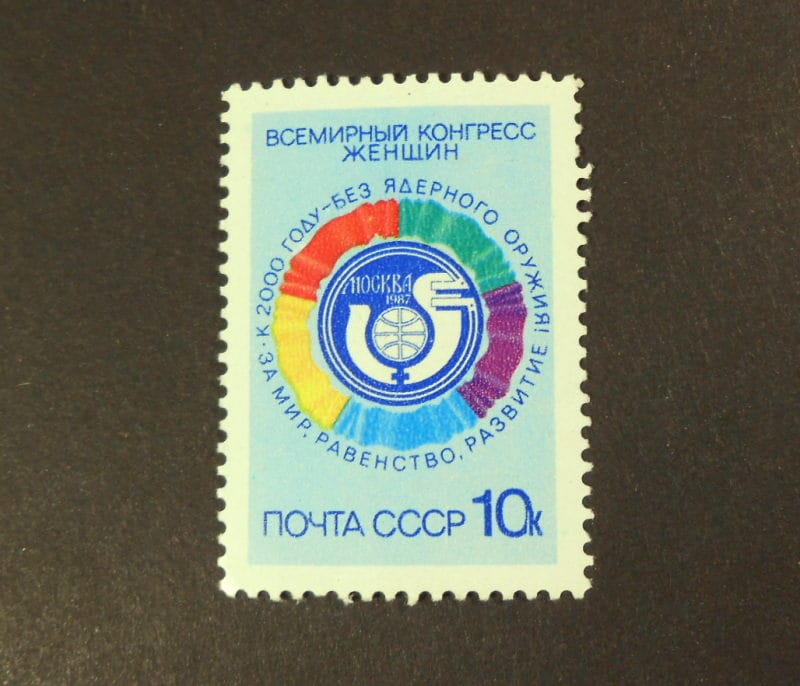 ВСЕМИРНЫЙ КОНГРЕСС
ЖЕНЩИН
К 2000 ГОДУ-БЕЗ ЯДЕРНОГО ОРУЖИЯ!
ЗА МИР, РАВЕНСТВО, РАЗВИТИЕ
МОСКВА
1987
ПОЧТА СССР 10к